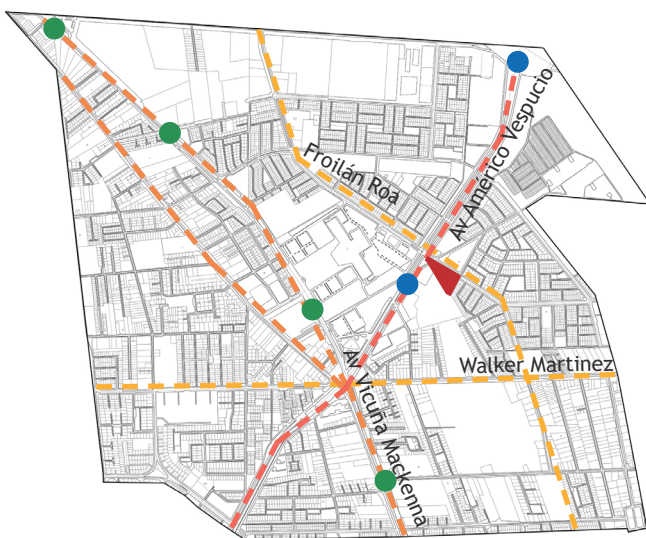 Froilán Roa
Av Américo Vespucio
Walker Martinez
Av Vicuña Mackenna